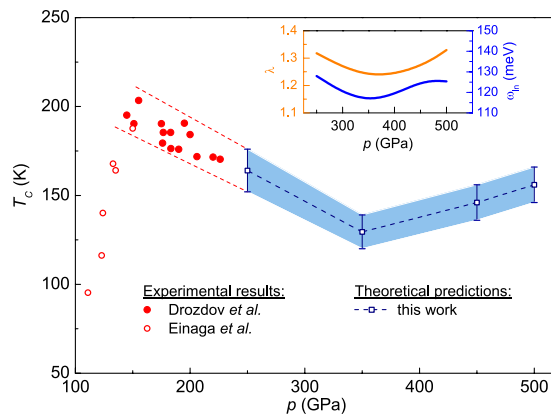 250
200
150
100
50
T_C (K)
100
200
300
400
500
p (GPa)
Experimental results:
Drozdov et al.
Einaga et al.
Theoretical predictions:
this work
1.4
1.3
1.2
1.1
λ
150
140
130
120
110
ω_ln (meV)
300
400
500
p (GPa)